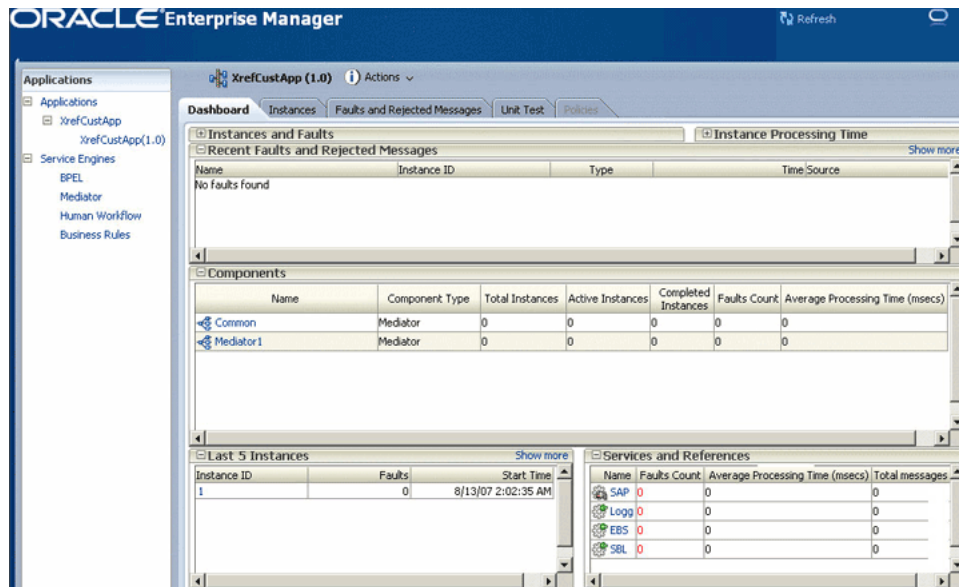 ORACLE Enterprise Manager
Refresh
Applications
Applications
XrefCustApp
XrefCustApp(1.0)
Service Engines
BPEL
Mediator
Human Workflow
Business Rules
XrefCustApp (1.0) i Actions
Dashboard Instances Faults and Rejected Messages Unit Test Policies
Instances and Faults Instance Processing Time
Recent Faults and Rejected Messages Show more
Name Instance ID Type Time Source
No faults found
Components
Name Component Type Total Instances Active Instances Completed Instances Faults Count Average Processing Time (msecs)
Common Mediator 0 0 0 0 0
Mediator1 Mediator 0 0 0 0 0
Last 5 Instances Show more
Instance ID Faults Start Time
1 0 8/13/07 2:02:35 AM
Services and References
Name Faults Count Average Processing Time (msecs) Total messages
SAP 0 0 0
Logg 0 0 0
EBS 0 0 0
SBL 0 0 0